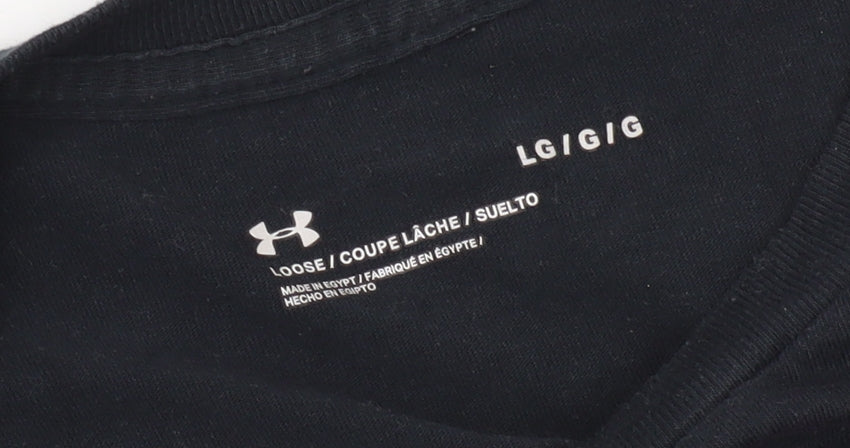 LG / G / G
LOOSE / COUPE LÂCHE / SUELTO
MADE IN EGYPT / FABRIQUÉ EN ÉGYPTE /
HECHO EN EGIPTO